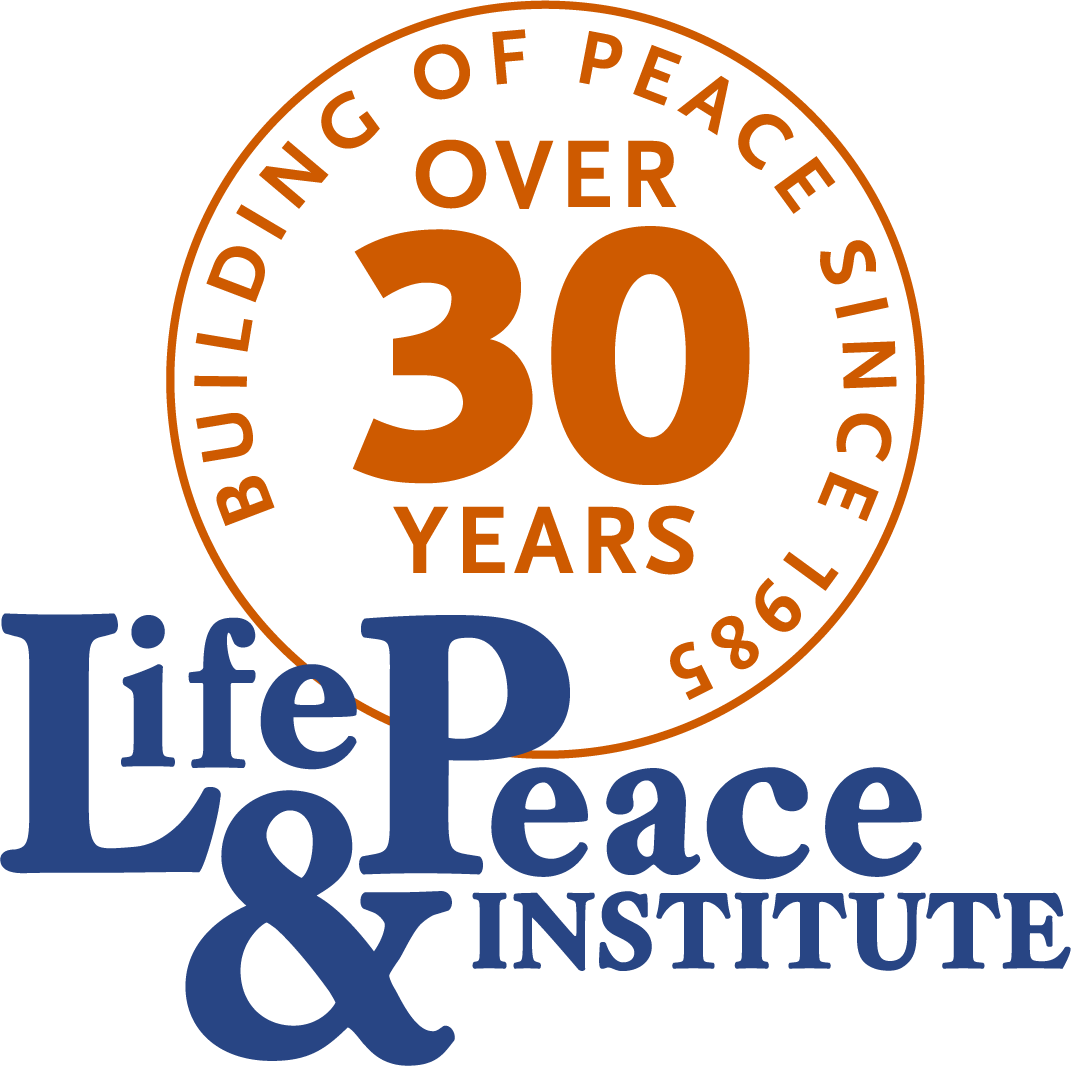 BUILDING OF PEACE SINCE 1985
OVER
30
YEARS
Life
& Peace
INSTITUTE